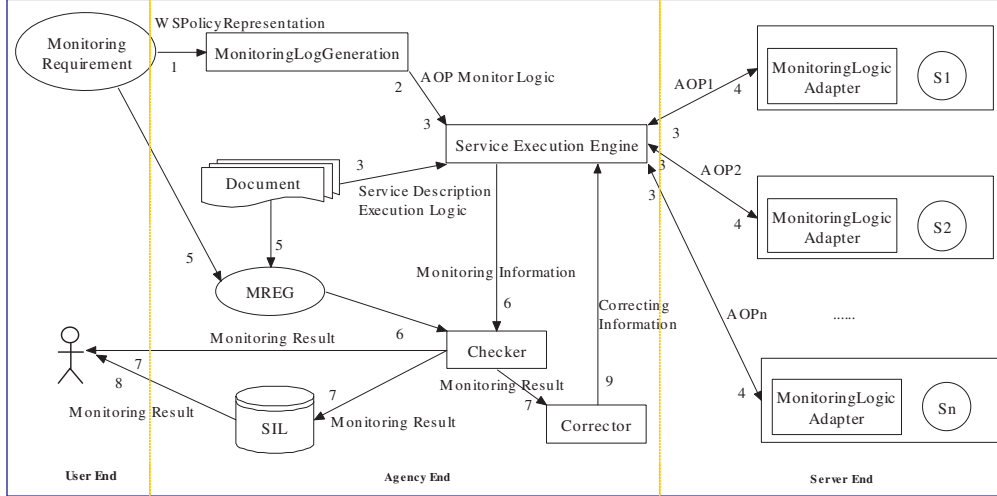 WSPolicyRepresentation
Monitoring
Requirement
1
MonitoringLogGeneration
2
AOP Monitor Logic
3
Service Execution Engine
AOP1
4
3
MonitoringLogic
Adapter
S1
Document
3
Service Description
Execution Logic
3
3
AOP2
4
MonitoringLogic
Adapter
S2
5
5
MREG
Monitoring Information
6
Correcting
Information
AOPn
......
Monitoring Result
6
Checker
7
8
Monitoring Result
7
Monitoring Result
Monitoring Result
7
9
SIL
Corrector
4
MonitoringLogic
Adapter
Sn
User End
Agency End
Server End